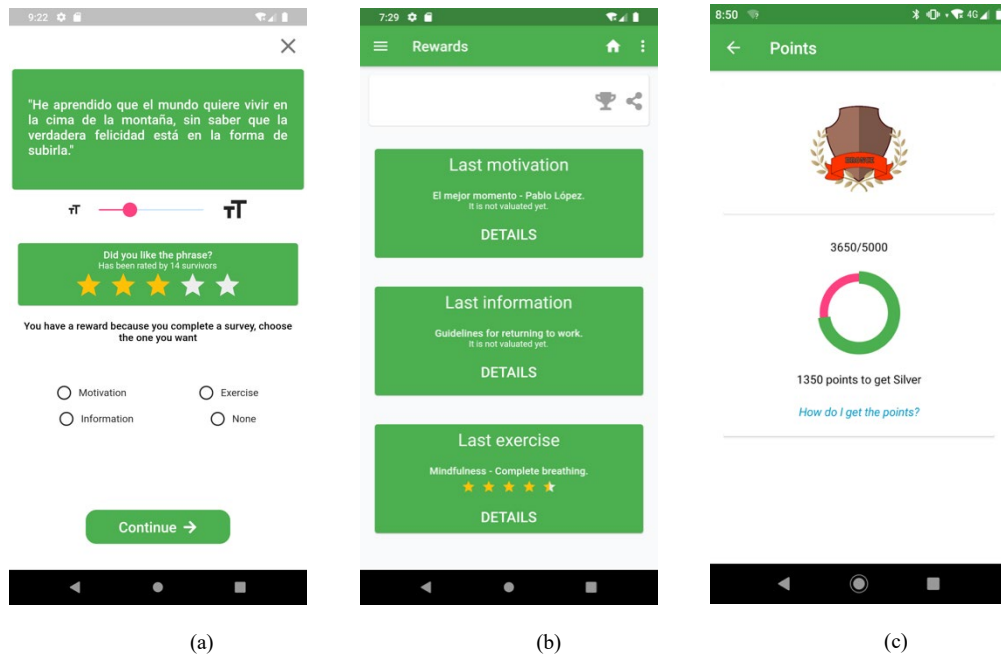 9:22
"He aprendido que el mundo quiere vivir en
la cima de la montaña, sin saber que la
verdadera felicidad está en la forma de
subirla."
Did you like the phrase?
Has been rated by 14 survivors
You have a reward because you complete a survey, choose
the one you want
Motivation
Exercise
Information
None
Continue
(a)
7:29
Rewards
Last motivation
El mejor momento - Pablo López.
It is not valuated yet.
DETAILS
Last information
Guidelines for returning to work.
It is not valuated yet.
DETAILS
Last exercise
Mindfulness - Complete breathing.
DETAILS
(b)
8:50
4G
Points
3650/5000
1350 points to get Silver
How do I get the points?
(c)